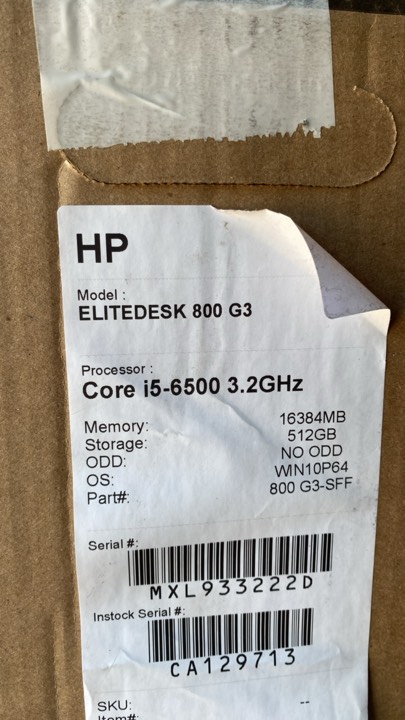 HP
Model :
ELITEDESK 800 G3
Processor :
Core i5-6500 3.2GHz
Memory: 16384MB
Storage: 512GB
ODD: NO ODD
OS: WIN10P64
Part#: 800 G3-SFF
Serial #:
MXL933222D
Instock Serial #:
CA129713
SKU: --
Item#: